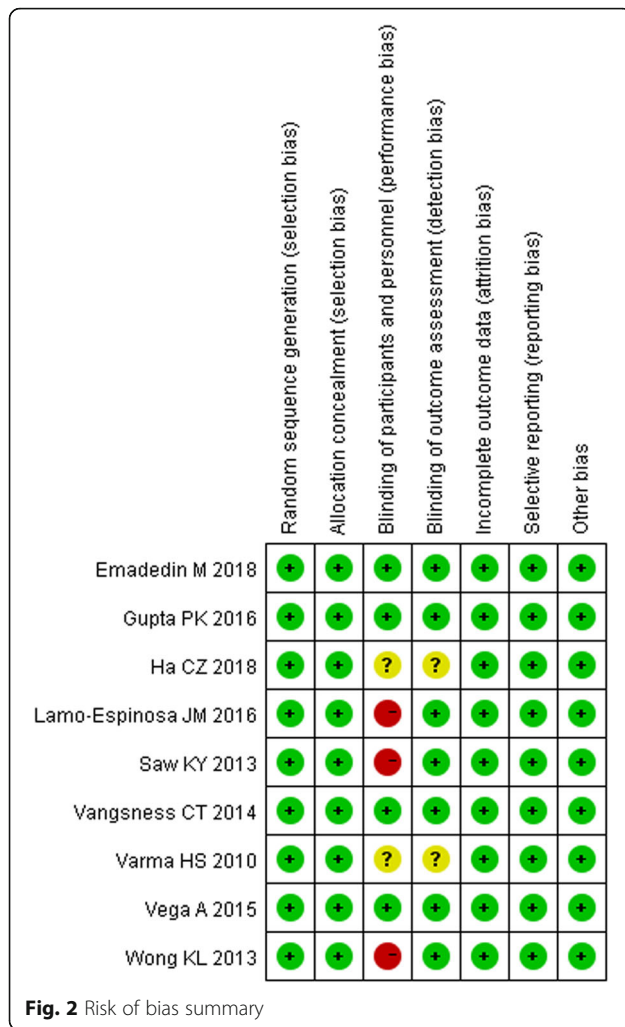 Random sequence generation (selection bias)
Allocation concealment (selection bias)
Blinding of participants and personnel (performance bias)
Blinding of outcome assessment (detection bias)
Incomplete outcome data (attrition bias)
Selective reporting (reporting bias)
Other bias
Emadedin M 2018 + + + + + + +
Gupta PK 2016 + + + + + + +
Ha CZ 2018 + + ? ? + + +
Lamo-Espinosa JM 2016 + + - + + + +
Saw KY 2013 + + - + + + +
Vangsness CT 2014 + + + + + + +
Varma HS 2010 + + ? ? + + +
Vega A 2015 + + + + + + +
Wong KL 2013 + + - + + + +
Fig. 2 Risk of bias summary